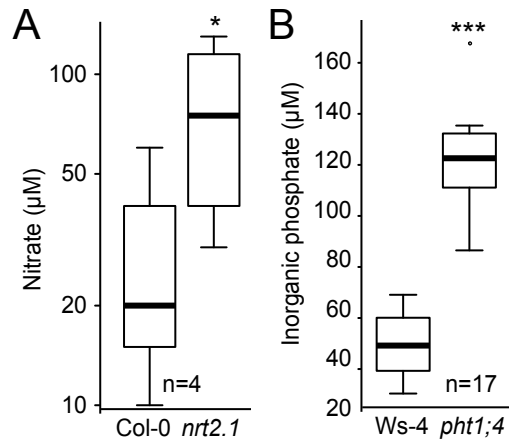 A
Nitrate (µM)
100
50
20
10
*
n=4
Col-0 nrt2.1
B
Inorganic phosphate (µM)
160
140
120
100
80
60
40
20
***
n=17
Ws-4 pht1;4